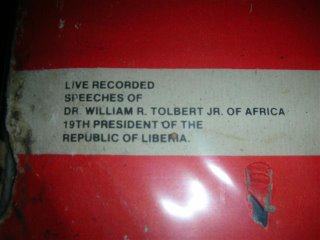 LIVE RECORDED
SPEECHES OF
DR. WILLIAM R. TOLBERT JR. OF AFRICA
19TH PRESIDENT OF THE
REPUBLIC OF LIBERIA.